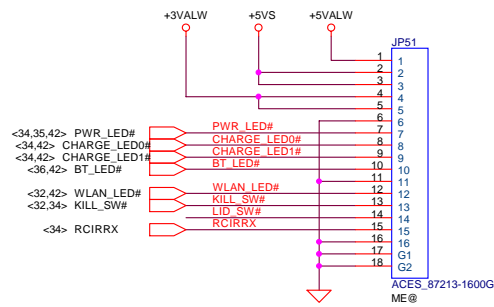 +3VALW +5VS +5VALW
JP51
1 1
2 2
3 3
4 4
5 5
6 6
<34,35,42> PWR_LED# PWR_LED# 7 7
<34,42> CHARGE_LED0# CHARGE_LED0# 8 8
<34,42> CHARGE_LED1# CHARGE_LED1# 9 9
<36,42> BT_LED# BT_LED# 10 10
11 11
<32,42> WLAN_LED# WLAN_LED# 12 12
<32,34> KILL_SW# KILL_SW# 13 13
LID_SW# 14 14
<34> RCIRRX RCIRRX 15 15
16 16
17 G1
18 G2
ACES_87213-1600G
ME@